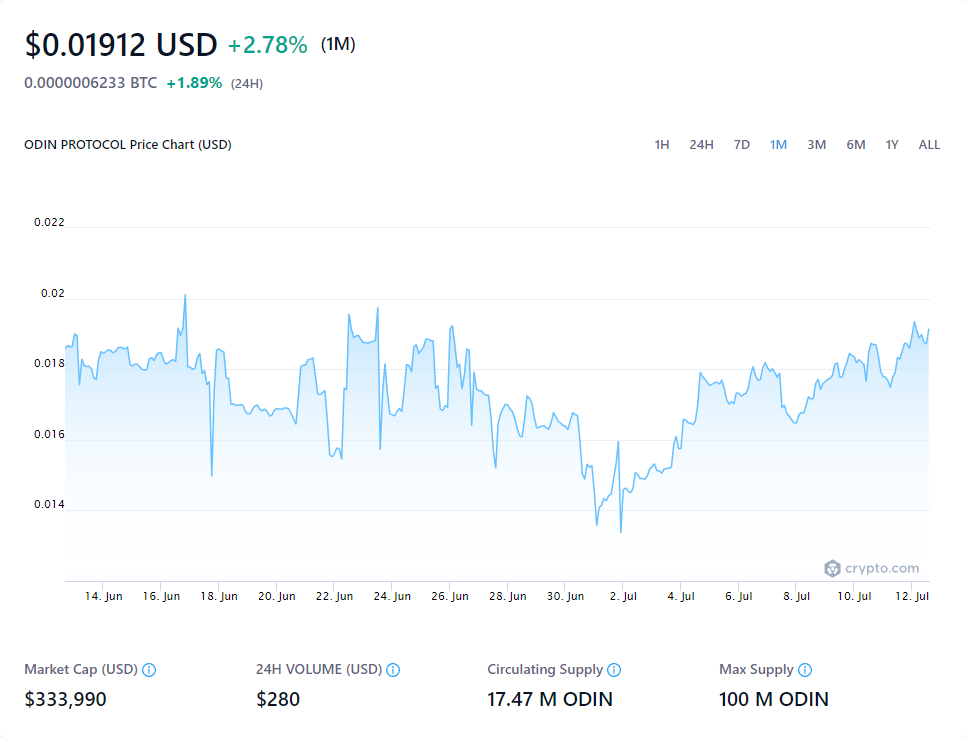 $0.01912 USD +2.78% (1M)
0.0000006233 BTC +1.89% (24H)
ODIN PROTOCOL Price Chart (USD) 1H 24H 7D 1M 3M 6M 1Y ALL
0.022
0.02
0.018
0.016
0.014
crypto.com
14. Jun 16. Jun 18. Jun 20. Jun 22. Jun 24. Jun 26. Jun 28. Jun 30. Jun 2. Jul 4. Jul 6. Jul 8. Jul 10. Jul 12. Jul
Market Cap (USD) 24H VOLUME (USD) Circulating Supply Max Supply
$333,990 $280 17.47 M ODIN 100 M ODIN